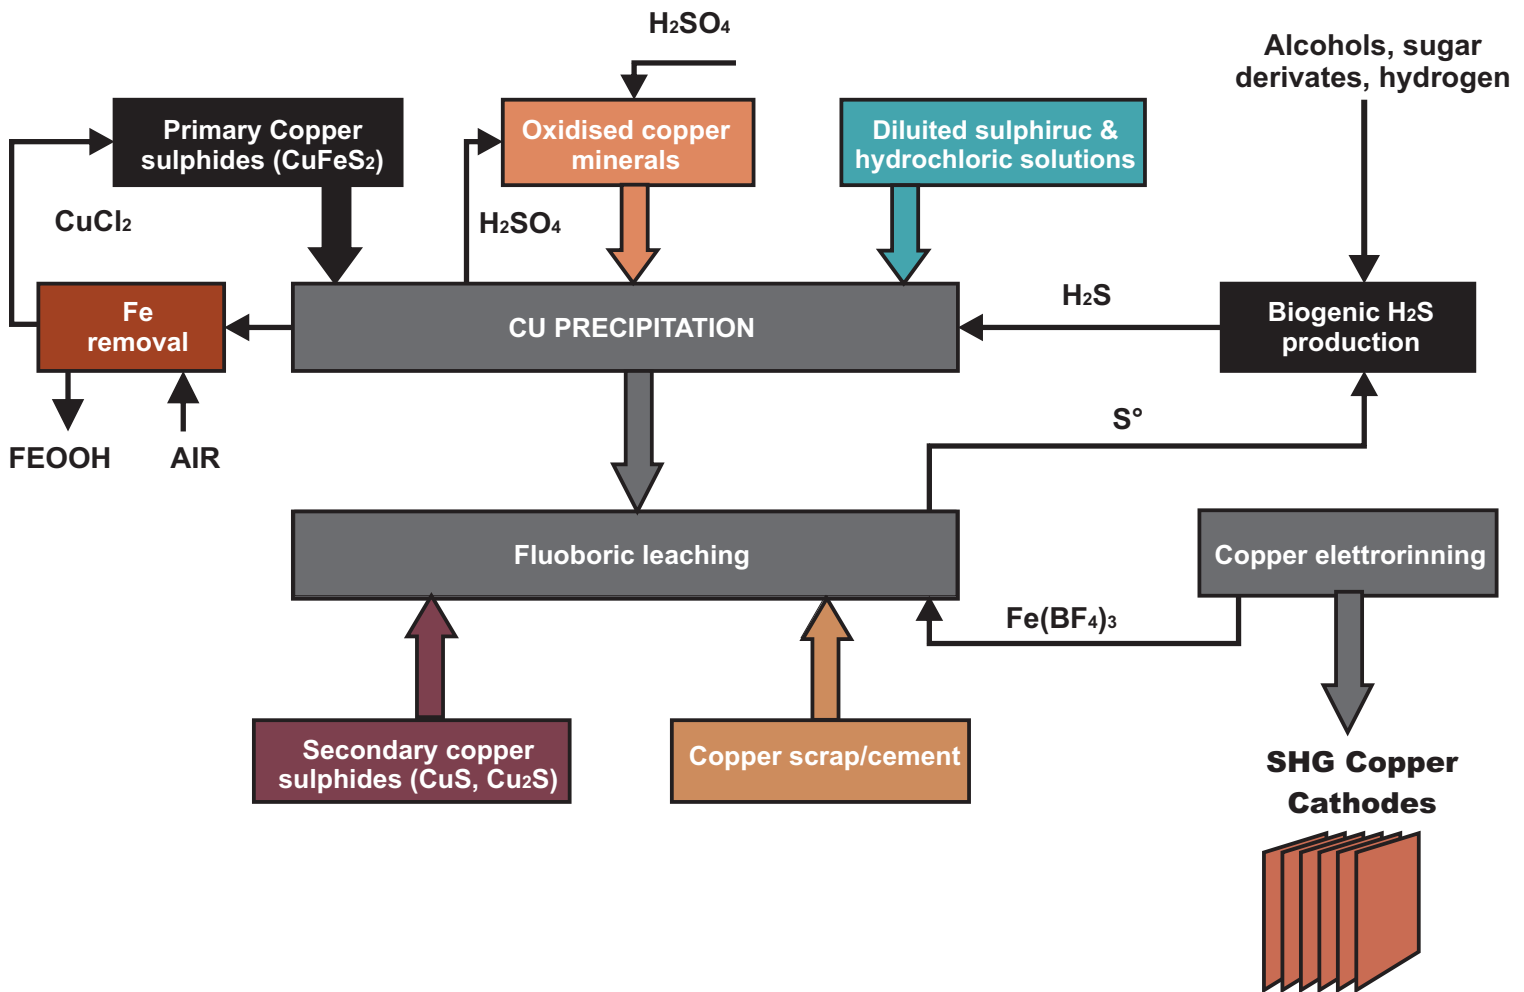 H₂SO₄
Alcohols, sugar
derivates, hydrogen
Primary Copper
sulphides (CuFeS₂)
Oxidised copper
minerals
Diluted sulphiruc &
hydrochloric solutions
CuCl₂
H₂SO₄
Fe
removal
CU PRECIPITATION
H₂S
Biogenic H₂S
production
FEOOH
AIR
S°
Fluoboric leaching
Copper elettrorinning
Fe(BF₄)₃
Secondary copper
sulphides (CuS, Cu₂S)
Copper scrap/cement
SHG Copper
Cathodes